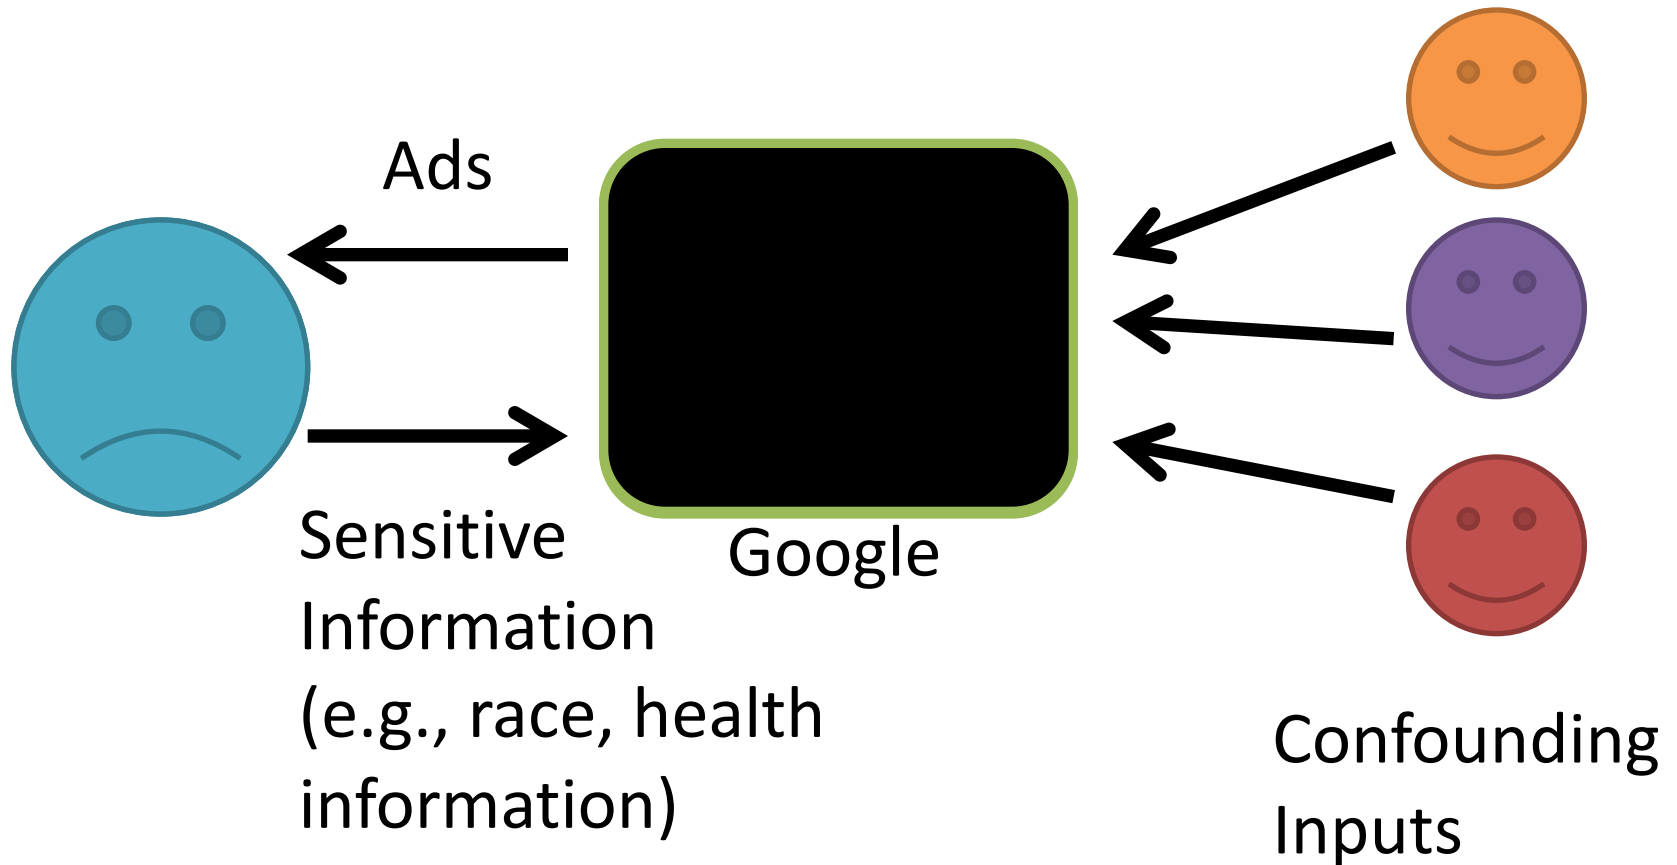 Ads
Sensitive
Information
(e.g., race, health
information)
Google
Confounding
Inputs